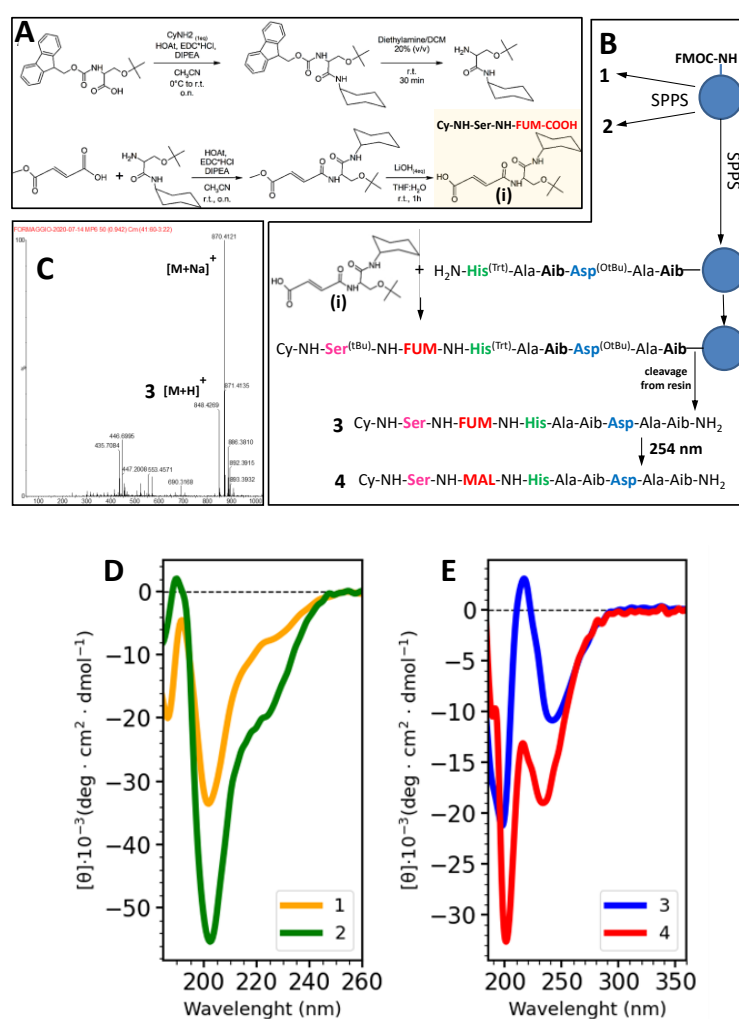 A
CyNH2 (1eq)
HOAt, EDC*HCl,
DIPEA
CH3CN
0°C to r.t.
o.n.
Diethylamine/DCM
20% (v/v)
r.t.
30 min
HOAt,
EDC*HCl
DIPEA
CH3CN
r.t., o.n.
LiOH(4eq)
THF:H2O
r.t., 1h
Cy-NH-Ser-NH-FUM-COOH
(i)
B
FMOC-NH
1
2
SPPS
SPPS
(i)
+ H2N-His(Trt)-Ala-Aib-Asp(OtBu)-Ala-Aib
Cy-NH-Ser(tBu)-NH-FUM-NH-His(Trt)-Ala-Aib-Asp(OtBu)-Ala-Aib
cleavage
from resin
3 Cy-NH-Ser-NH-FUM-NH-His-Ala-Aib-Asp-Ala-Aib-NH2
254 nm
4 Cy-NH-Ser-NH-MAL-NH-His-Ala-Aib-Asp-Ala-Aib-NH2
C
100
870.4121
[M+Na]+
3 [M+H]+
871.4135
848.4269
446.6995
435.7084
886.3810
892.3915
893.3932
447.2008
553.4571
690.3168
0
100 200 300 400 500 600 700 800 900 1000
D
0
−10
−20
−30
−40
−50
[θ]·10−3(deg · cm2 · dmol−1)
1
2
200 220 240 260
Wavelenght (nm)
E
0
−5
−10
−15
−20
−25
−30
[θ]·10−3(deg · cm2 · dmol−1)
3
4
200 250 300 350
Wavelenght (nm)